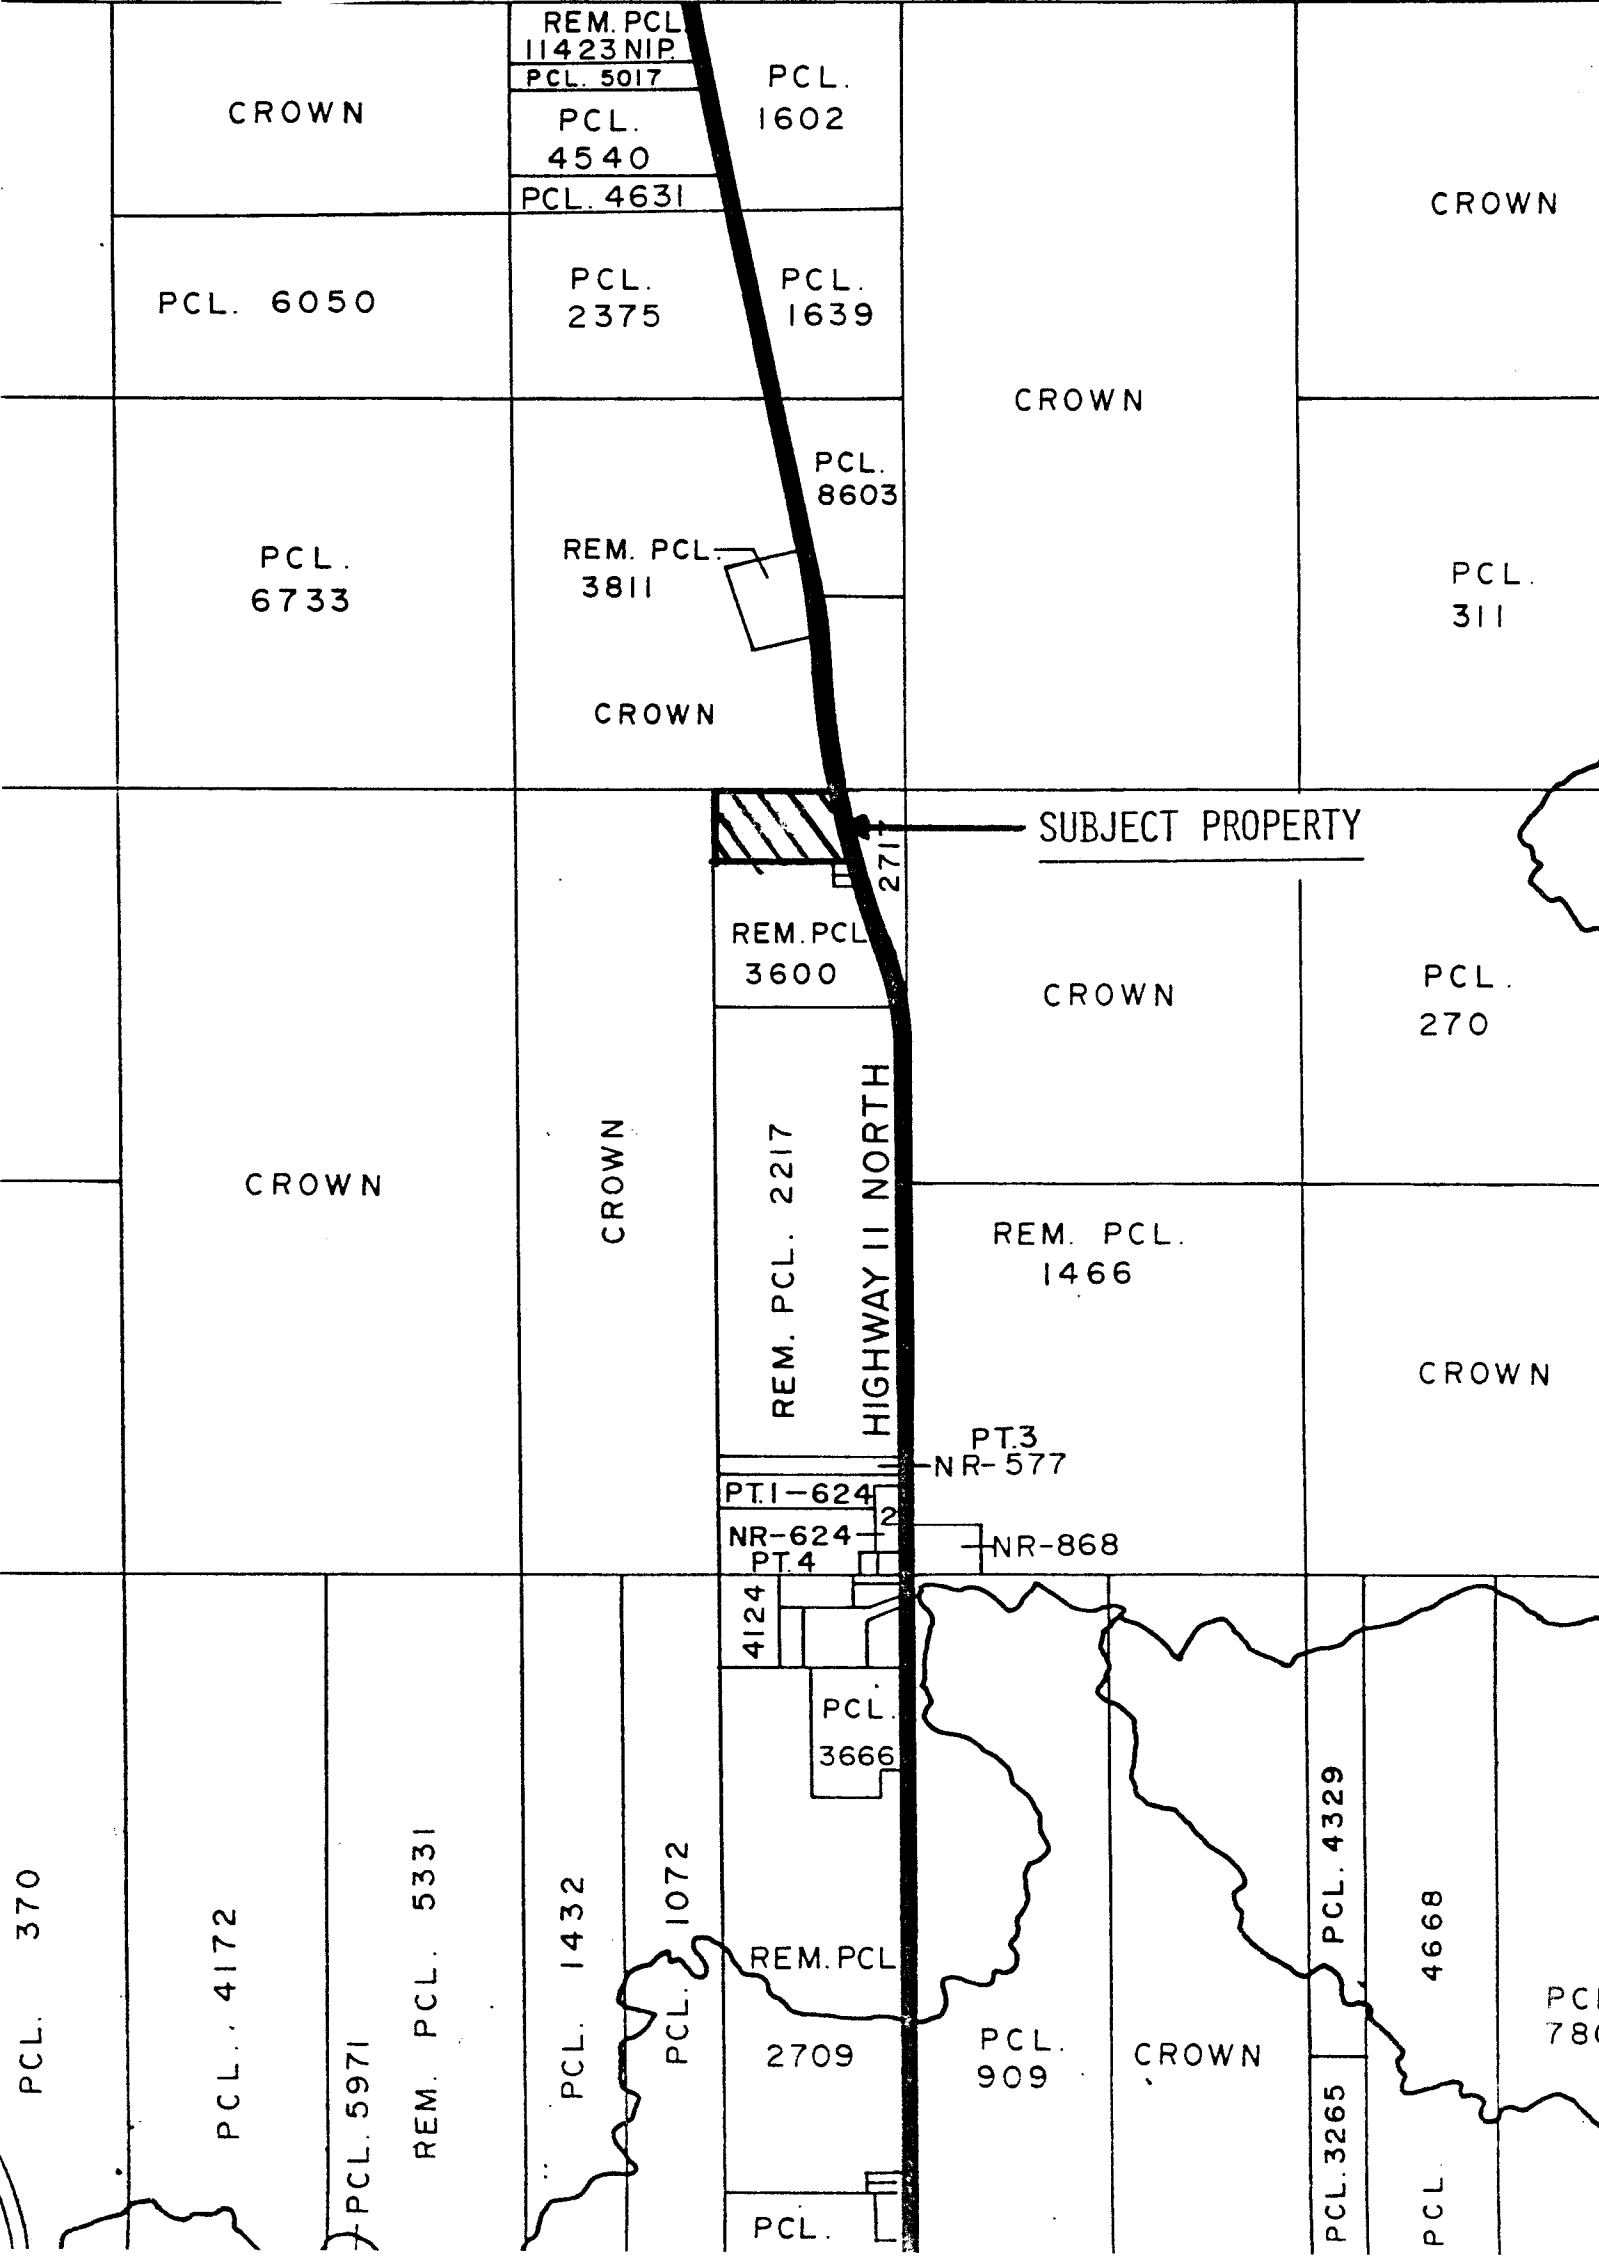 REM. PCL.
11423 NIP.
PCL. 5017
PCL.
4540
PCL. 4631
PCL.
1602
CROWN
CROWN
PCL. 6050
PCL.
2375
PCL.
1639
CROWN
PCL.
8603
REM. PCL.
3811
PCL.
6733
PCL.
311
CROWN
SUBJECT PROPERTY
271
REM. PCL
3600
CROWN
PCL.
270
HIGHWAY 11 NORTH
REM. PCL. 2217
CROWN
CROWN
REM. PCL.
1466
CROWN
PT.3
NR-577
PT.1-624
2
NR-624
PT.4
NR-868
4124
PCL.
3666
PCL. 370
PCL. 4172
PCL. 5971
REM. PCL. 5331
PCL. 1432
PCL. 1072
REM. PCL
2709
PCL.
909
CROWN
PCL. 4329
PCL. 3265
PCL. 4668
PCL
780
PCL.